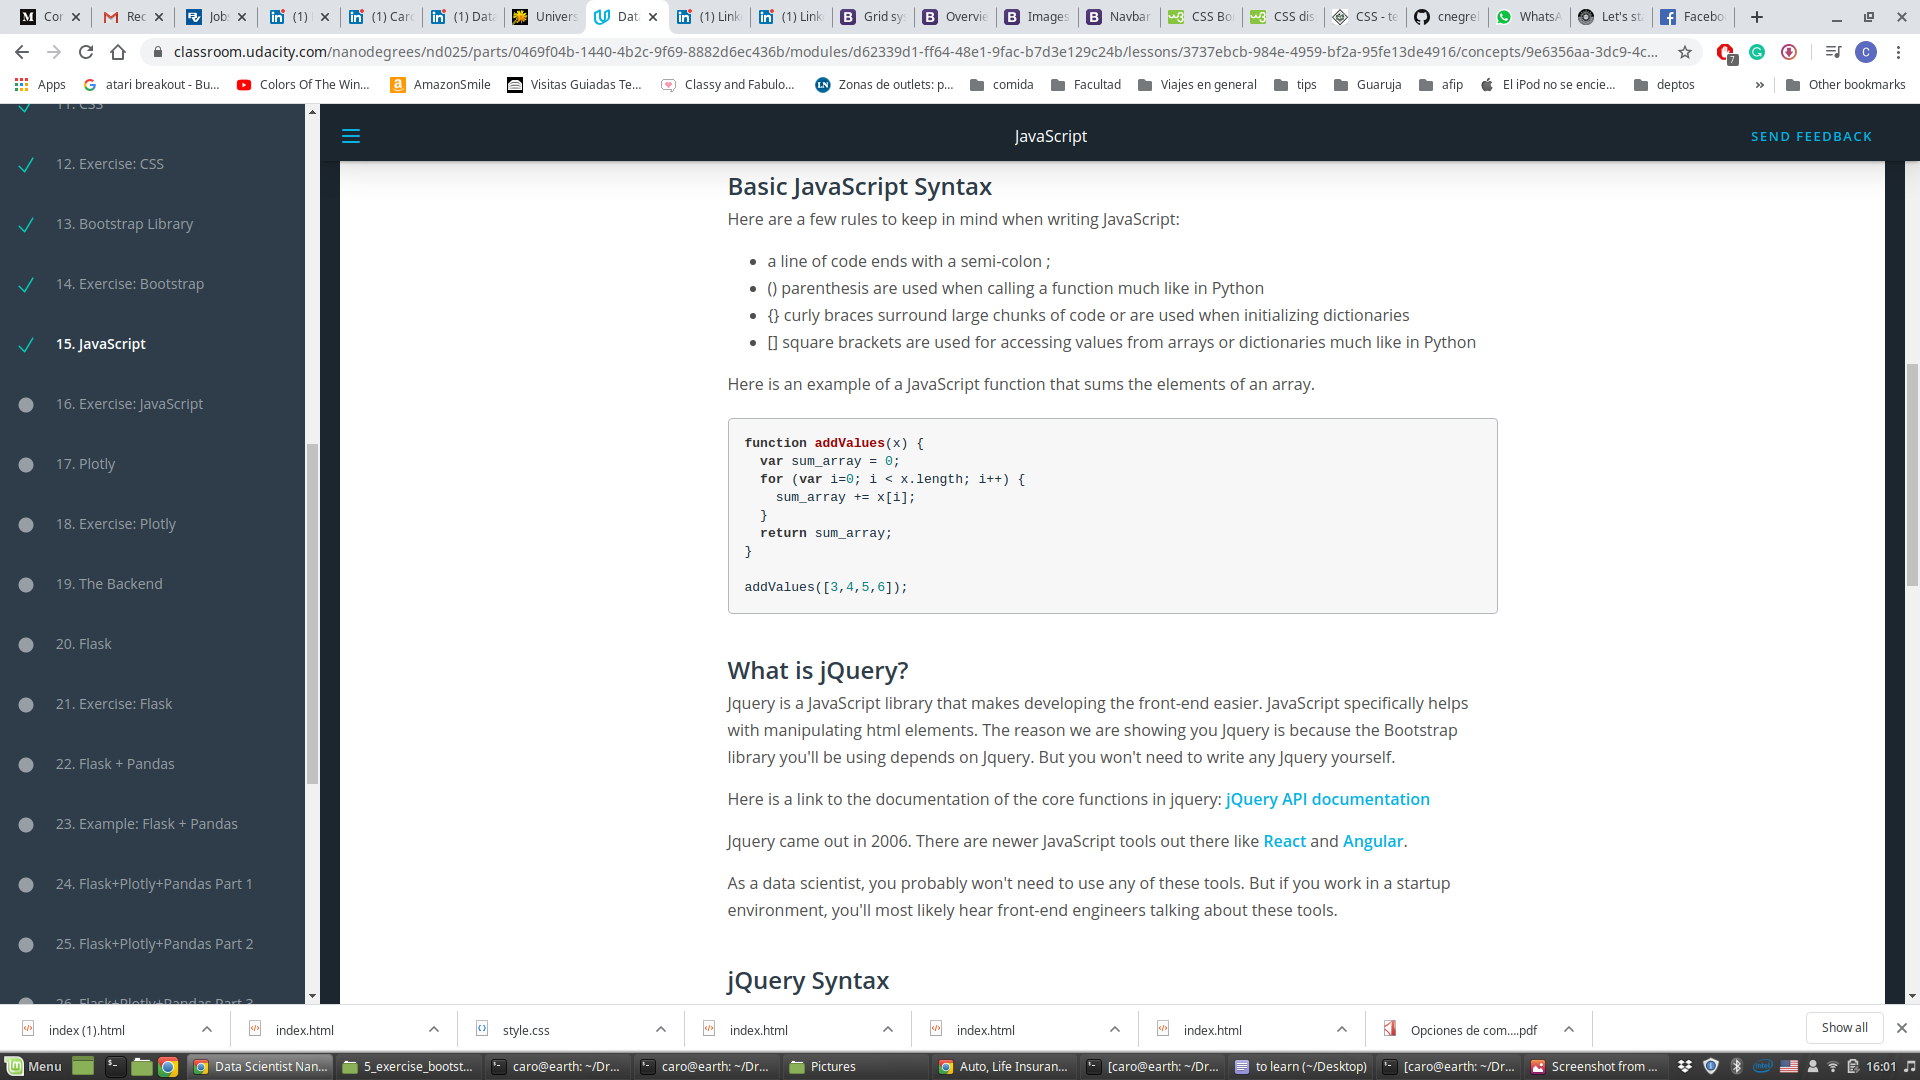 Cor
Rec
Jobs
(1) I
(1) Car
(1) Data
Univers
Data
(1) Link
(1) Link
Grid sy
Overvie
Images
Navbar
CSS Bo
CSS dis
CSS - te
cnegre
WhatsA
Let's st
Facebo
classroom.udacity.com/nanodegrees/nd025/parts/0469f04b-1440-4b2c-9f69-8882d6ec436b/modules/d62339d1-ff64-48e1-9fac-b7d3e129c24b/lessons/3737ebcb-984e-4959-bf2a-95fe13de4916/concepts/9e6356aa-3dc9-4c...
7
C
Apps
atari breakout - Bu...
Colors Of The Win...
AmazonSmile
Visitas Guiadas Te...
Classy and Fabulo...
Zonas de outlets: p...
comida
Facultad
Viajes en general
tips
Guaruja
afip
El iPod no se encie...
deptos
»
Other bookmarks
11. CSS
12. Exercise: CSS
13. Bootstrap Library
14. Exercise: Bootstrap
15. JavaScript
16. Exercise: JavaScript
17. Plotly
18. Exercise: Plotly
19. The Backend
20. Flask
21. Exercise: Flask
22. Flask + Pandas
23. Example: Flask + Pandas
24. Flask+Plotly+Pandas Part 1
25. Flask+Plotly+Pandas Part 2
26. Flask+Plotly+Pandas Part 3
JavaScript
SEND FEEDBACK
Basic JavaScript Syntax
Here are a few rules to keep in mind when writing JavaScript:
• a line of code ends with a semi-colon ;
• () parenthesis are used when calling a function much like in Python
• {} curly braces surround large chunks of code or are used when initializing dictionaries
• [] square brackets are used for accessing values from arrays or dictionaries much like in Python
Here is an example of a JavaScript function that sums the elements of an array.
function addValues(x) {
  var sum_array = 0;
  for (var i=0; i < x.length; i++) {
    sum_array += x[i];
  }
  return sum_array;
}
addValues([3,4,5,6]);
What is jQuery?
Jquery is a JavaScript library that makes developing the front-end easier. JavaScript specifically helps
with manipulating html elements. The reason we are showing you Jquery is because the Bootstrap
library you'll be using depends on Jquery. But you won't need to write any Jquery yourself.
Here is a link to the documentation of the core functions in jquery: jQuery API documentation
Jquery came out in 2006. There are newer JavaScript tools out there like React and Angular.
As a data scientist, you probably won't need to use any of these tools. But if you work in a startup
environment, you'll most likely hear front-end engineers talking about these tools.
jQuery Syntax
index (1).html
index.html
style.css
index.html
index.html
index.html
Opciones de com....pdf
Show all
Menu
Data Scientist Nan...
5_exercise_bootst...
caro@earth: ~/Dr...
caro@earth: ~/Dr...
Pictures
Auto, Life Insuran...
[caro@earth: ~/Dr...
to learn (~/Desktop)
[caro@earth: ~/Dr...
Screenshot from ...
16:01